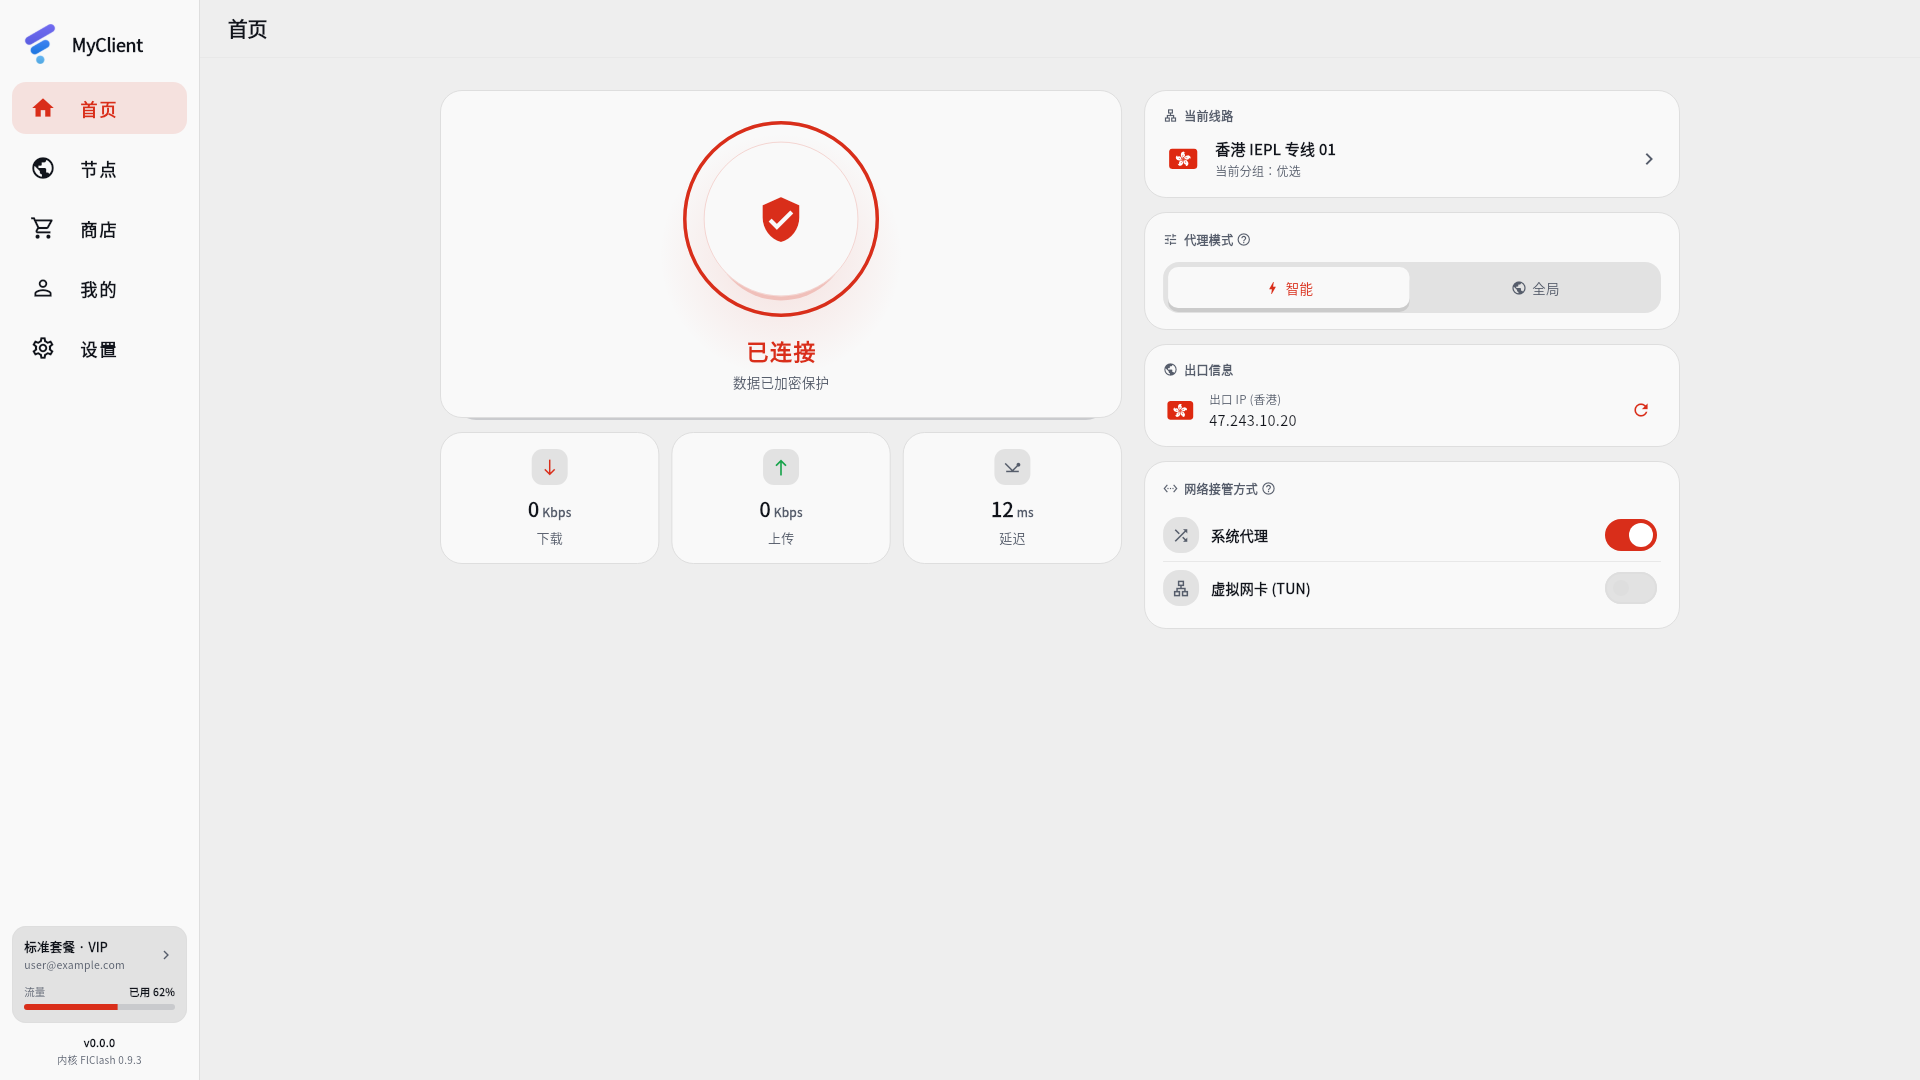 MyClient
首页
节点
商店
我的
设置
标准套餐 · VIP
user@example.com
流量
已用 62%
v0.0.0
内核 FlClash 0.9.3
首页
已连接
数据已加密保护
0 Kbps
下载
0 Kbps
上传
12 ms
延迟
当前线路
香港 IEPL 专线 01
当前分组：优选
代理模式
智能
全局
出口信息
出口 IP (香港)
47.243.10.20
网络接管方式
系统代理
虚拟网卡 (TUN)